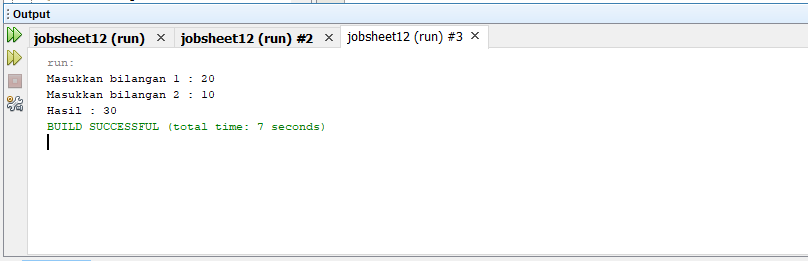 Output
jobsheet12 (run) × jobsheet12 (run) #2 × jobsheet12 (run) #3 ×
run:
Masukkan bilangan 1 : 20
Masukkan bilangan 2 : 10
Hasil : 30
BUILD SUCCESSFUL (total time: 7 seconds)